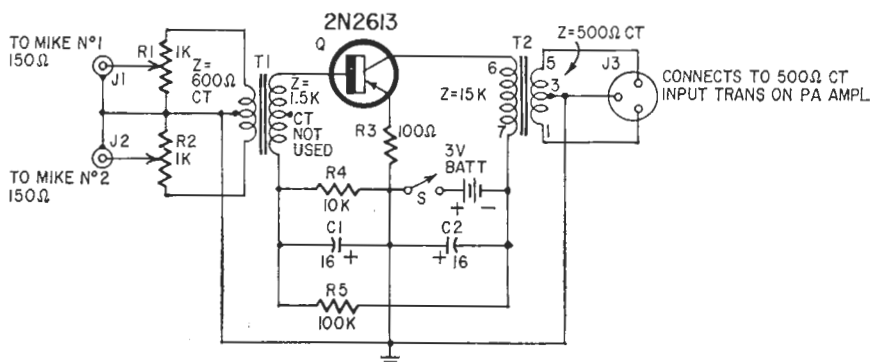 2N2613
TO MIKE Nº1
150Ω
J1
R1
1K
Z=
600Ω
CT
T1
Q
Z=
1.5K
CT
NOT
USED
T2
Z=500Ω CT
6
5
J3
Z=15K
3
7
1
CONNECTS TO 500Ω CT
INPUT TRANS ON PA AMPL
J2
R2
1K
TO MIKE Nº2
150Ω
R3
100Ω
3V
BATT
R4
10K
S
+ −
C1
16 +
C2
+ 16
R5
100K